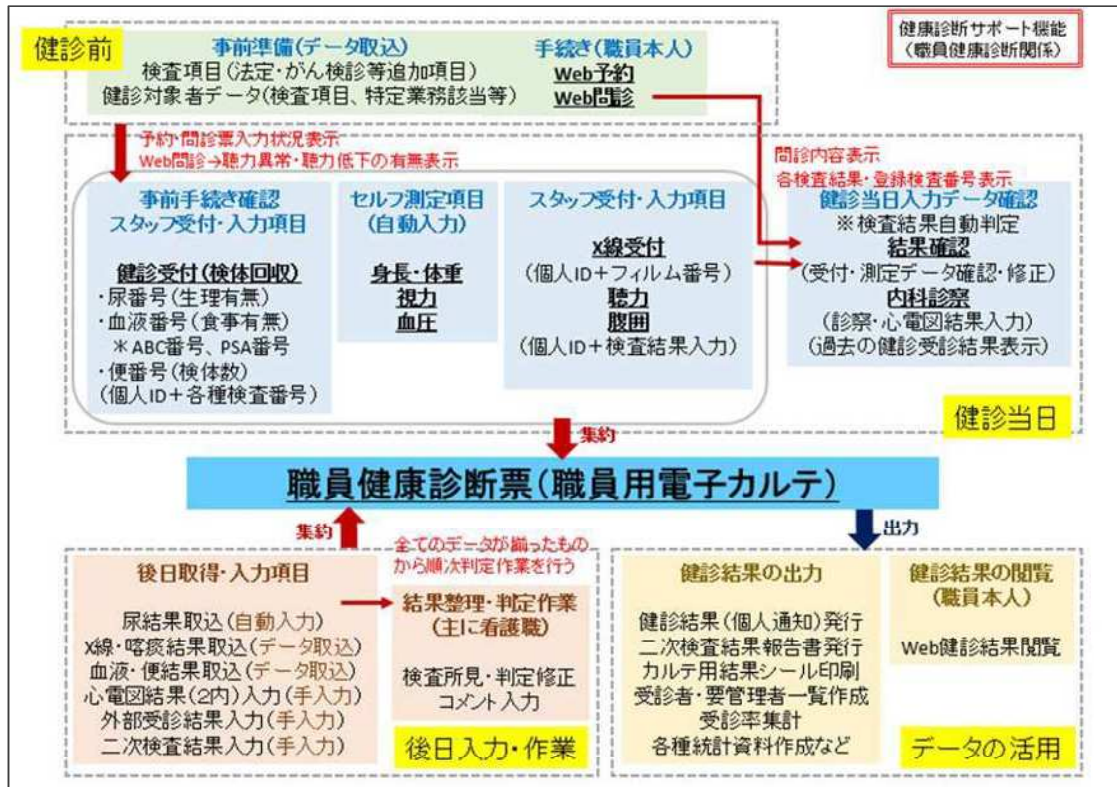 健康診断サポート機能
(職員健康診断関係)
健診前
事前準備(データ取込)
検査項目(法定・がん検診等追加項目)
健診対象者データ(検査項目、特定業務該当等)
手続き(職員本人)
Web予約
Web問診
予約・問診票入力状況表示
Web問診→聴力異常・聴力低下の有無表示
問診内容表示
各検査結果・登録検査番号表示
事前手続き確認
スタッフ受付・入力項目
健診受付(検体回収)
・尿番号(生理有無)
・血液番号(食事有無)
＊ABC番号、PSA番号
・便番号(検体数)
(個人ID＋各種検査番号)
セルフ測定項目
(自動入力)
身長・体重
視力
血圧
スタッフ受付・入力項目
X線受付
(個人ID＋フィルム番号)
聴力
腹囲
(個人ID＋検査結果入力)
健診当日入力データ確認
※検査結果自動判定
結果確認
(受付・測定データ確認・修正)
内科診察
(診察・心電図結果入力)
(過去の健診受診結果表示)
健診当日
集約
職員健康診断票(職員用電子カルテ)
集約
出力
後日取得・入力項目
尿結果取込(自動入力)
X線・喀痰結果取込(データ取込)
血液・便結果取込(データ取込)
心電図結果(2内)入力(手入力)
外部受診結果入力(手入力)
二次検査結果入力(手入力)
全てのデータが揃ったもの
から順次判定作業を行う
結果整理・判定作業
(主に看護職)
検査所見・判定修正
コメント入力
後日入力・作業
健診結果の出力
健診結果(個人通知)発行
二次検査結果報告書発行
カルテ用結果シール印刷
受診者・要管理者一覧作成
受診率集計
各種統計資料作成など
健診結果の閲覧
(職員本人)
Web健診結果閲覧
データの活用